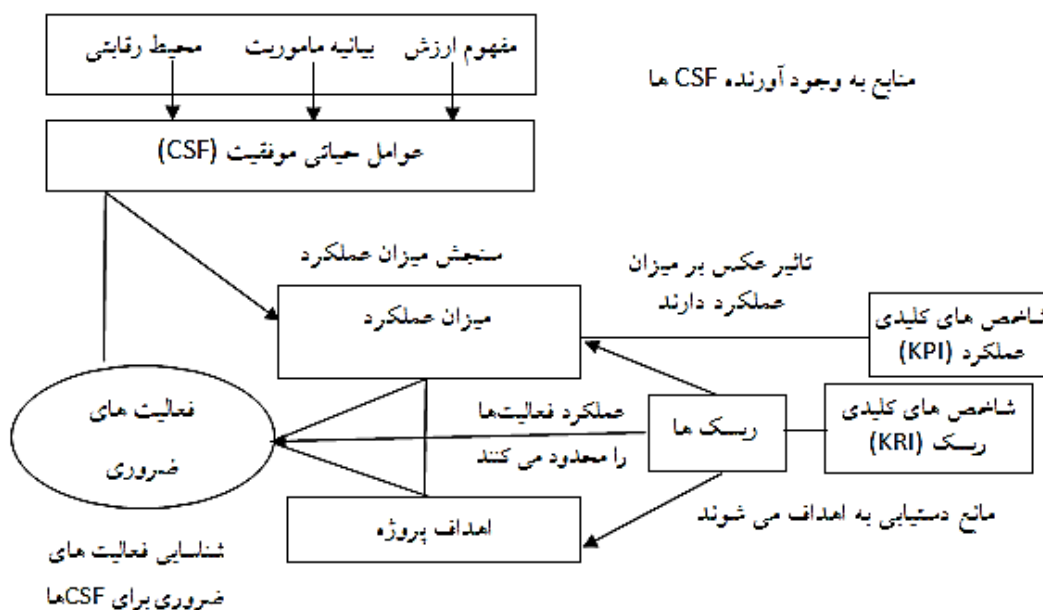 مفهوم ارزش
بیانیه ماموریت
محیط رقابتی
منابع به وجود آورنده CSF ها
عوامل حیاتی موفقیت (CSF)
سنجش میزان عملکرد
تاثیر عکس بر میزان
عملکرد دارند
میزان عملکرد
شاخص های کلیدی
عملکرد (KPI)
فعالیت های
ضروری
عملکرد فعالیت‌ها
را محدود می کنند
ریسک ها
شاخص های کلیدی
ریسک (KRI)
اهداف پروژه
مانع دستیابی به اهداف می شوند
شناسایی فعالیت های
ضروری برای CSFها